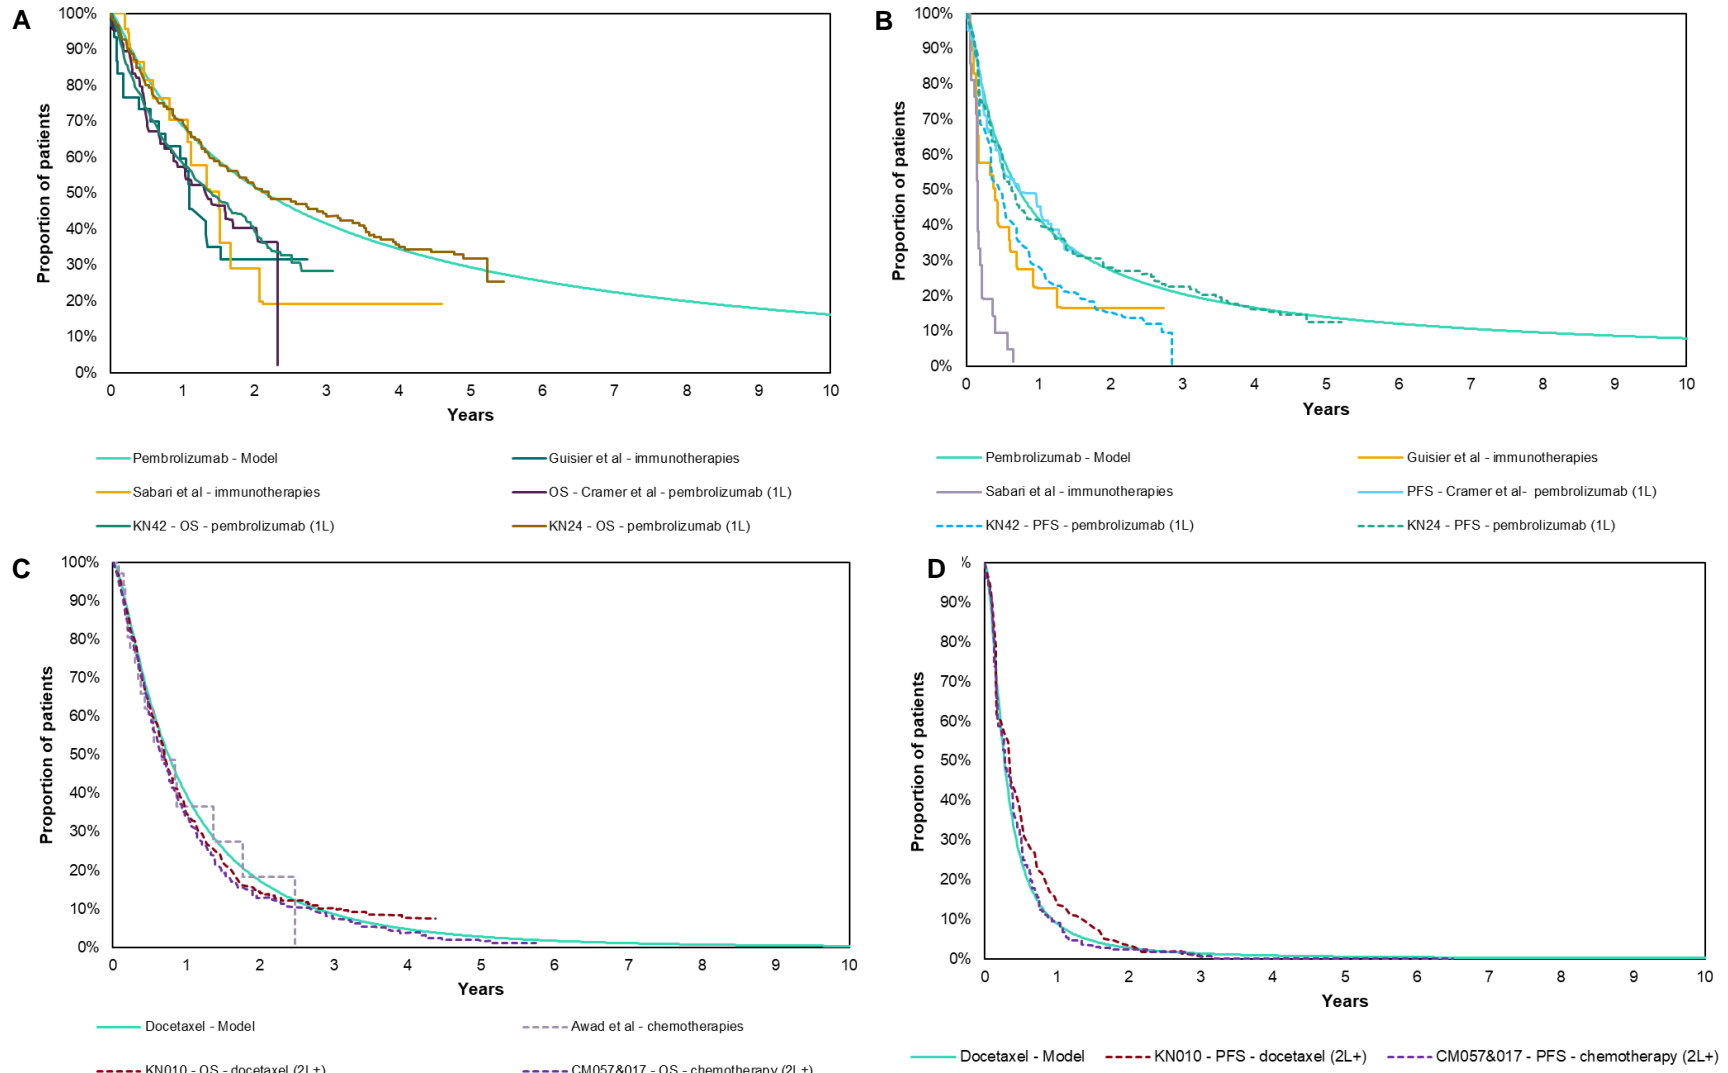 A
100%
90%
80%
70%
60%
50%
40%
30%
20%
10%
0%
Proportion of patients
0 1 2 3 4 5 6 7 8 9 10
Years
Pembrolizumab - Model
Guisier et al - immunotherapies
Sabari et al - immunotherapies
OS - Cramer et al - pembrolizumab (1L)
KN42 - OS - pembrolizumab (1L)
KN24 - OS - pembrolizumab (1L)
B
100%
90%
80%
70%
60%
50%
40%
30%
20%
10%
0%
Proportion of patients
0 1 2 3 4 5 6 7 8 9 10
Years
Pembrolizumab - Model
Guisier et al - immunotherapies
Sabari et al - immunotherapies
PFS - Cramer et al- pembrolizumab (1L)
KN42 - PFS - pembrolizumab (1L)
KN24 - PFS - pembrolizumab (1L)
C
100%
90%
80%
70%
60%
50%
40%
30%
20%
10%
0%
Proportion of patients
0 1 2 3 4 5 6 7 8 9 10
Years
Docetaxel - Model
Awad et al - chemotherapies
KN010 - OS - docetaxel (2L+)
CM057&017 - OS - chemotherapy (2L+)
D
%
90%
80%
70%
60%
50%
40%
30%
20%
10%
0%
Proportion of patients
0 1 2 3 4 5 6 7 8 9 10
Years
Docetaxel - Model
KN010 - PFS - docetaxel (2L+)
CM057&017 - PFS - chemotherapy (2L+)